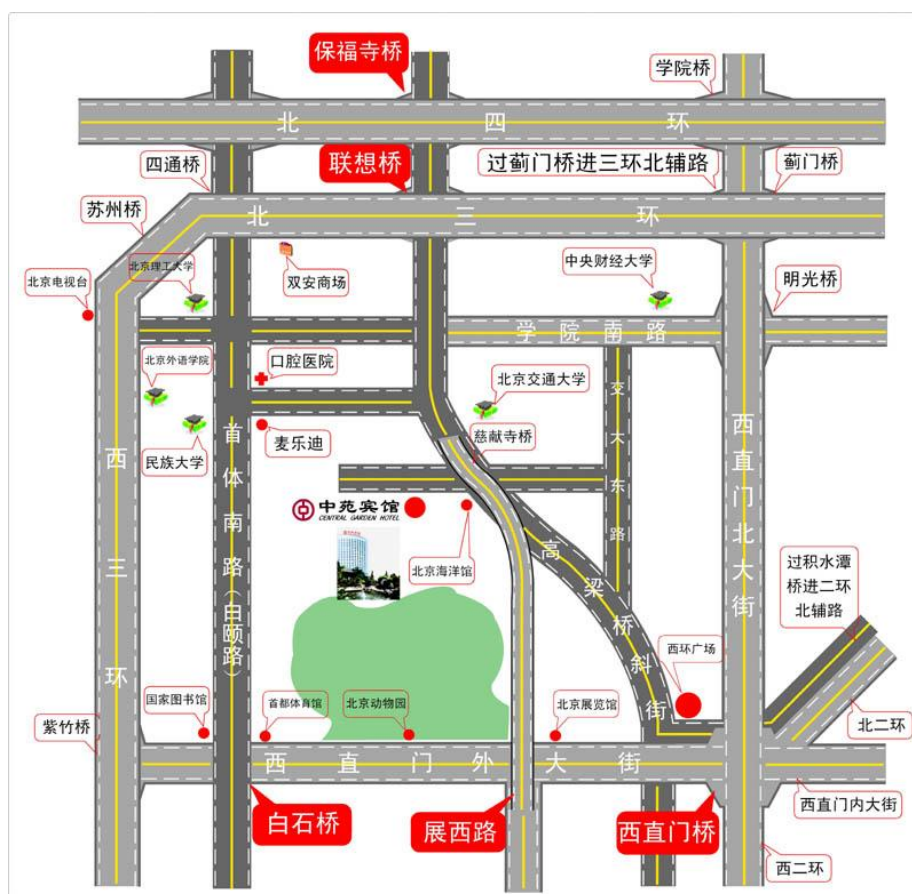 保福寺桥
学院桥
北四环
四通桥
联想桥
过蓟门桥进三环北辅路
蓟门桥
苏州桥
北三环
北京理工大学
双安商场
中央财经大学
北京电视台
明光桥
学院南路
北京外语学院
口腔医院
北京交通大学
交大东路
民族大学
麦乐迪
慈献寺桥
西三环
首体南路(白颐路)
西直门北大街
中苑宾馆
CENTRAL GARDEN HOTEL
高梁桥斜街
北京海洋馆
过积水潭
桥进二环
北辅路
西环广场
国家图书馆
首都体育馆
北京动物园
北京展览馆
紫竹桥
北二环
西直门外大街
西直门内大街
白石桥
展西路
西直门桥
西二环